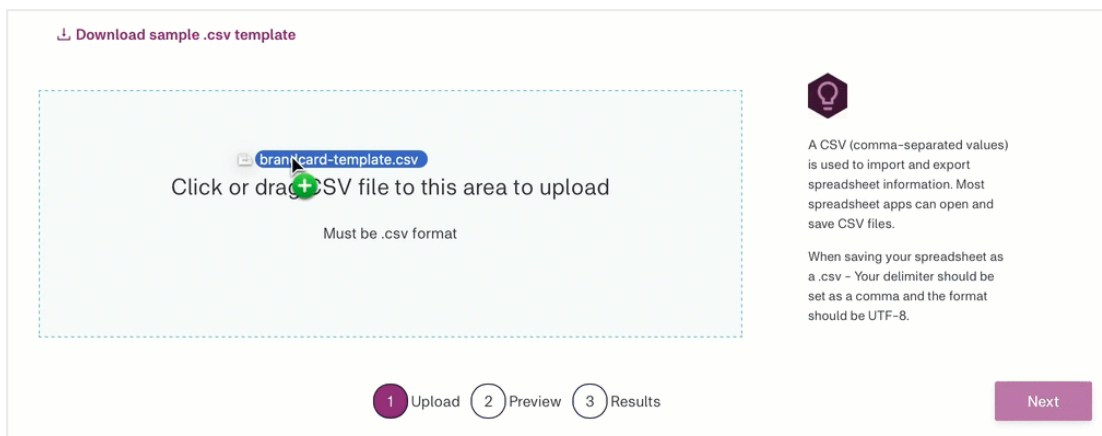 Download sample .csv template
brandcard-template.csv
Click or drag CSV file to this area to upload
Must be .csv format
A CSV (comma-separated values)
is used to import and export
spreadsheet information. Most
spreadsheet apps can open and
save CSV files.
When saving your spreadsheet as
a .csv - Your delimiter should be
set as a comma and the format
should be UTF-8.
1 Upload 2 Preview 3 Results
Next